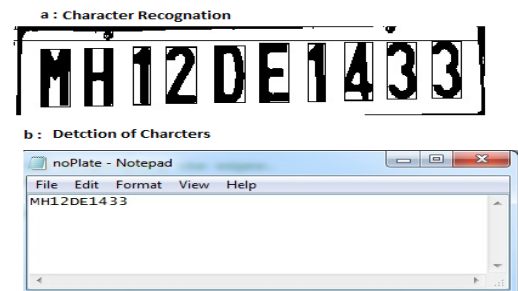 a : Character Recognation
MH12DE1433
b : Detction of Charcters
noPlate - Notepad
File Edit Format View Help
MH12DE1433